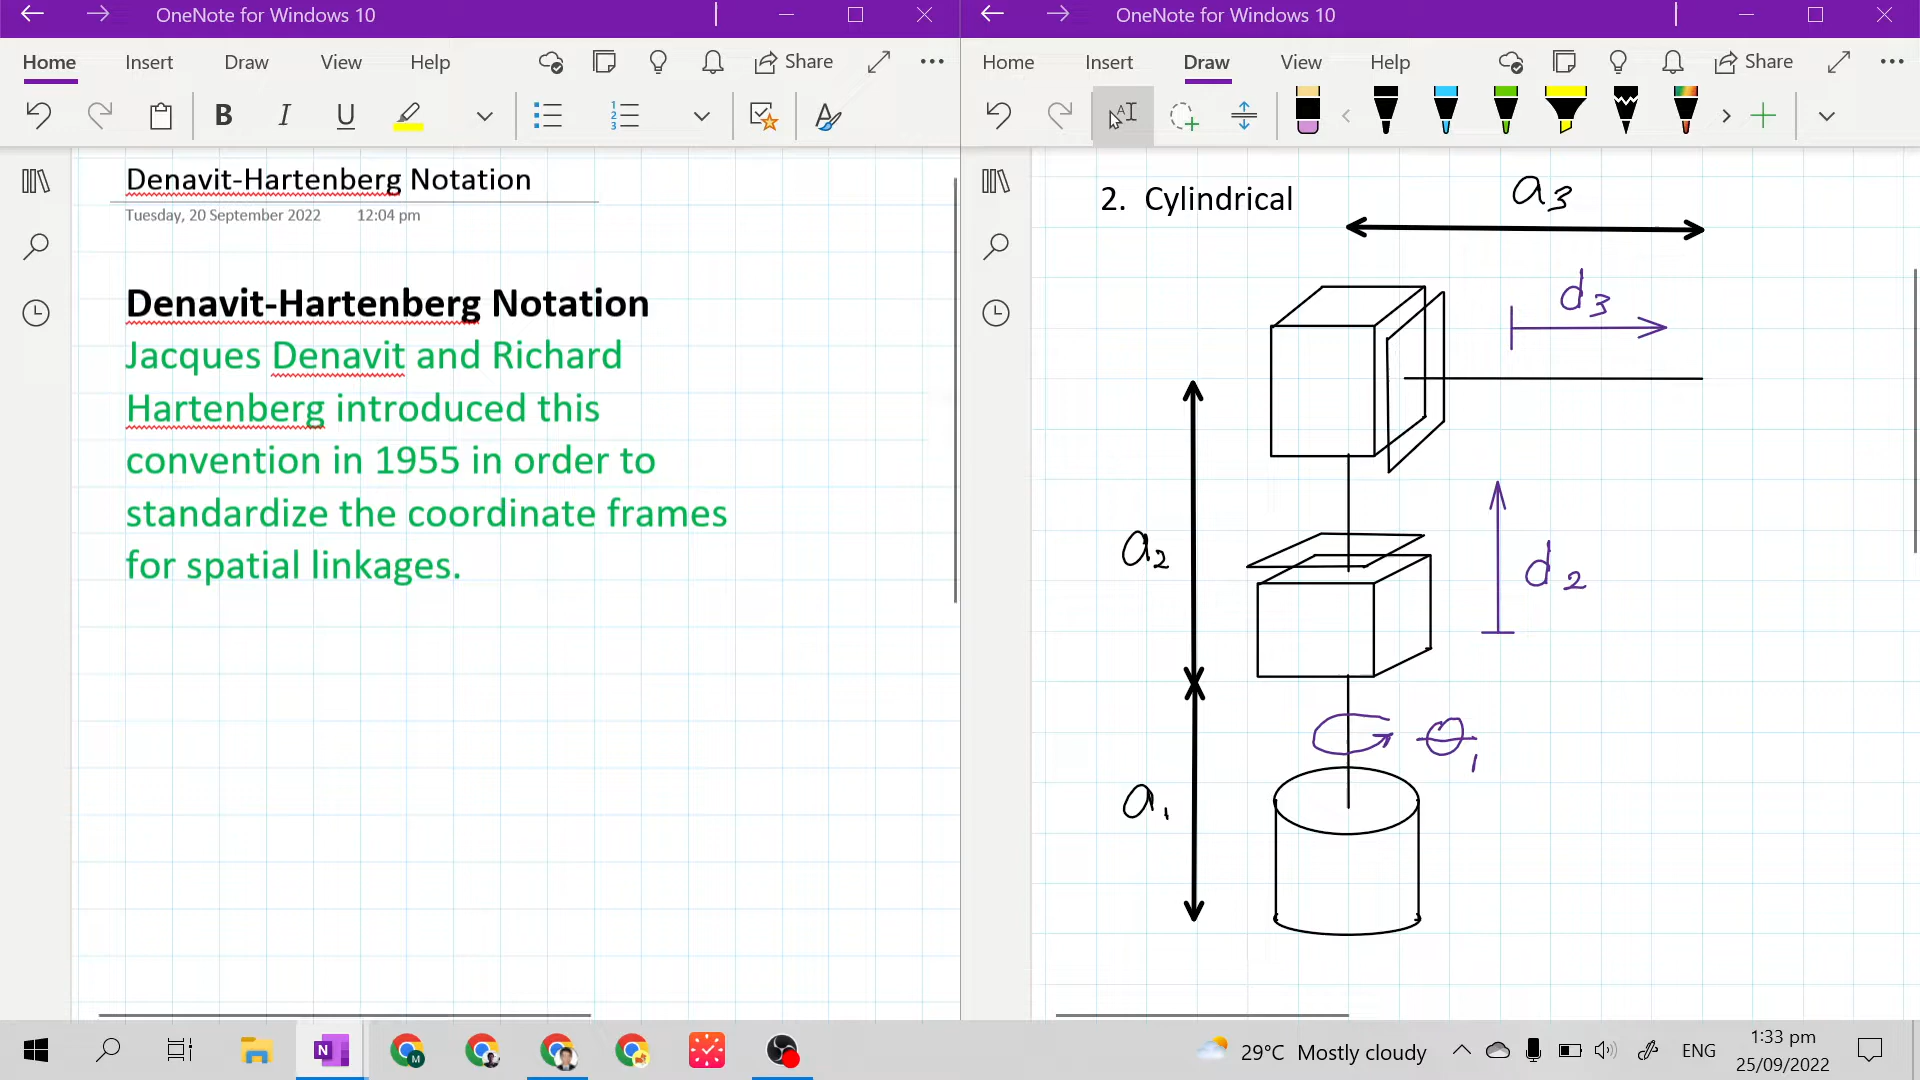 OneNote for Windows 10
Home Insert Draw View Help Share
B I U
Denavit-Hartenberg Notation
Tuesday, 20 September 2022 12:04 pm
Denavit-Hartenberg Notation
Jacques Denavit and Richard
Hartenberg introduced this
convention in 1955 in order to
standardize the coordinate frames
for spatial linkages.
OneNote for Windows 10
Home Insert Draw View Help Share
2. Cylindrical
a3
d3
a2
d2
θ1
a1
29°C Mostly cloudy
ENG
1:33 pm
25/09/2022